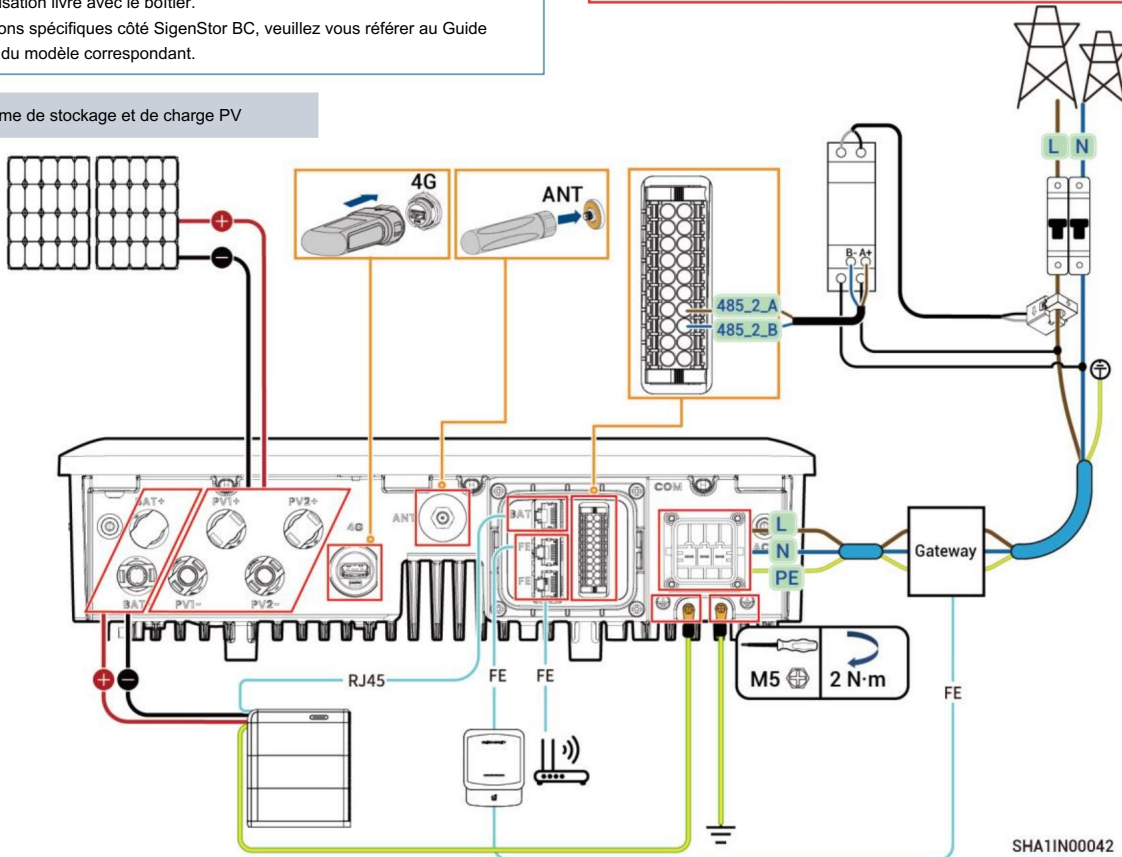 isation livré avec le boîtier.
ons spécifiques côté SigenStor BC, veuillez vous référer au Guide
du modèle correspondant.
me de stockage et de charge PV
4G
ANT
L N
B- A+
485_2_A
485_2_B
BAT+
PV1+
PV2+
4G
ANT
BAT
FE
FE
COM
AC
L
N
PE
Gateway
BAT
PV1-
PV2-
RJ45
FE
FE
M5
2 N·m
FE
SHA1IN00042